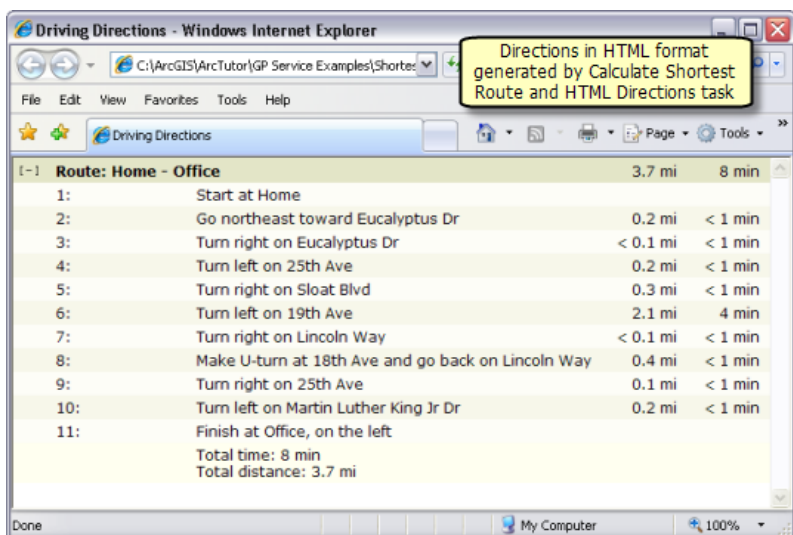 Driving Directions - Windows Internet Explorer
Directions in HTML format
generated by Calculate Shortest
Route and HTML Directions task
C:\ArcGIS\ArcTutor\GP Service Examples\Shortes
File Edit View Favorites Tools Help
Driving Directions
Page Tools »
[-] Route: Home - Office 3.7 mi 8 min
1: Start at Home
2: Go northeast toward Eucalyptus Dr 0.2 mi < 1 min
3: Turn right on Eucalyptus Dr < 0.1 mi < 1 min
4: Turn left on 25th Ave 0.2 mi < 1 min
5: Turn right on Sloat Blvd 0.3 mi < 1 min
6: Turn left on 19th Ave 2.1 mi 4 min
7: Turn right on Lincoln Way < 0.1 mi < 1 min
8: Make U-turn at 18th Ave and go back on Lincoln Way 0.4 mi < 1 min
9: Turn right on 25th Ave 0.1 mi < 1 min
10: Turn left on Martin Luther King Jr Dr 0.2 mi < 1 min
11: Finish at Office, on the left
Total time: 8 min
Total distance: 3.7 mi
Done My Computer 100%